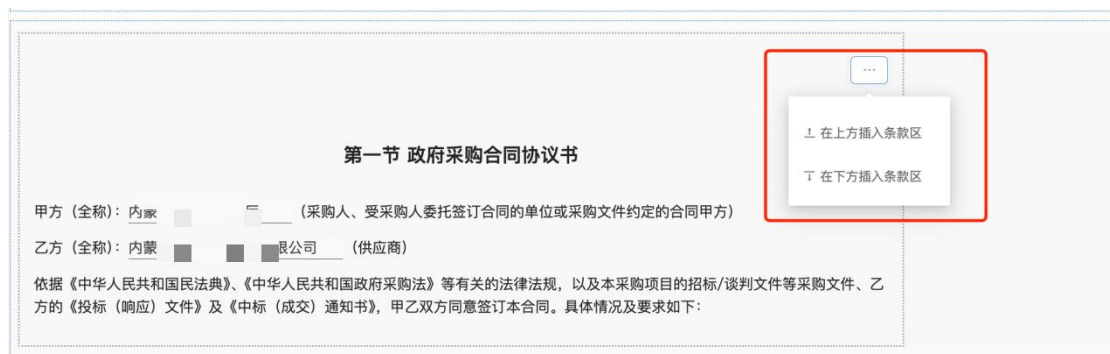 ...
↥ 在上方插入条款区
第一节 政府采购合同协议书
↧ 在下方插入条款区
甲方（全称）：内蒙（采购人、受采购人委托签订合同的单位或采购文件约定的合同甲方）
乙方（全称）：内蒙 限公司（供应商）
依据《中华人民共和国民法典》、《中华人民共和国政府采购法》等有关的法律法规，以及本采购项目的招标/谈判文件等采购文件、乙
方的《投标（响应）文件》及《中标（成交）通知书》，甲乙双方同意签订本合同。具体情况及要求如下：